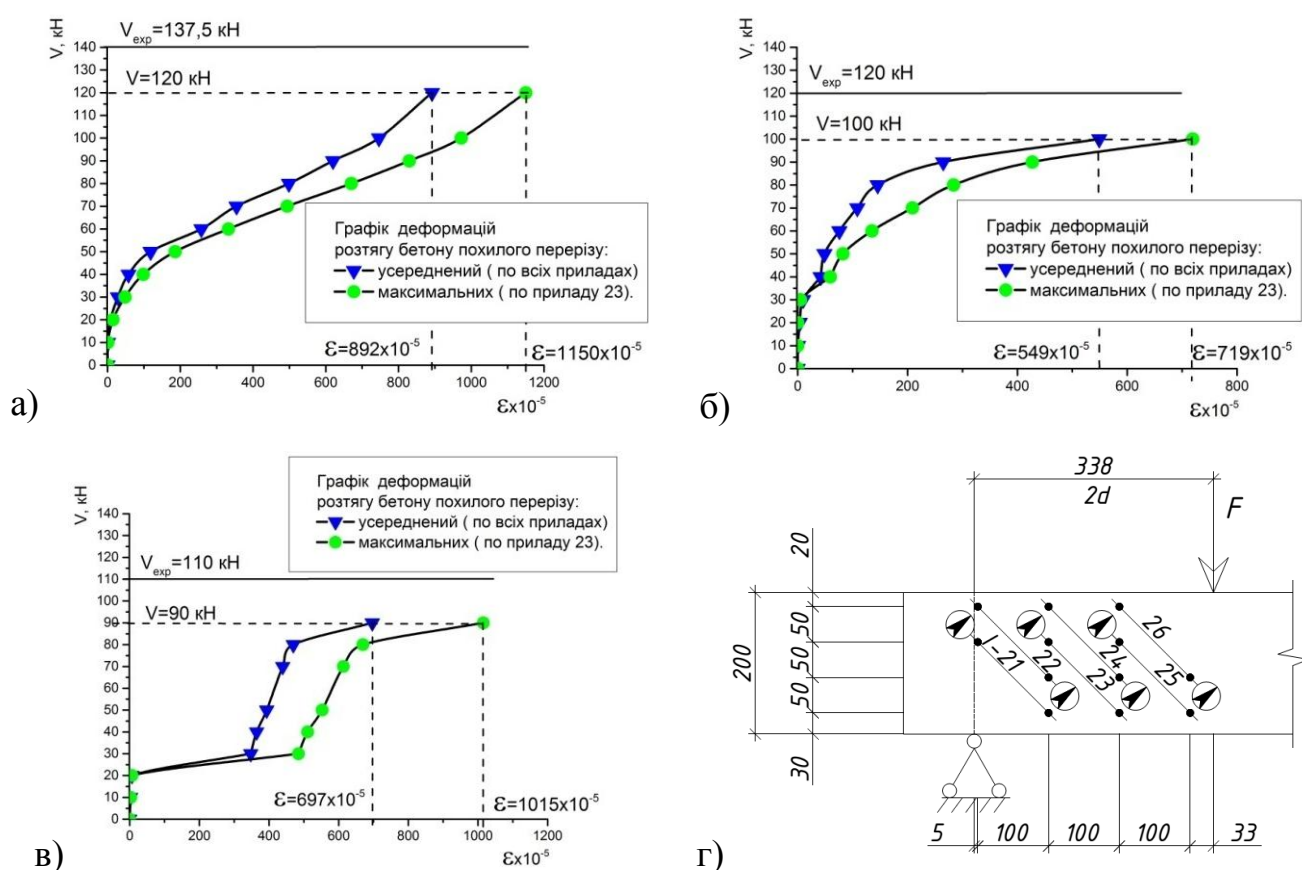 V, кН
V_exp=137,5 кН
V=120 кН
140
130
120
110
100
90
80
70
60
50
40
30
20
10
0
Графік деформацій
розтягу бетону похилого перерізу:
усереднений ( по всіх приладах)
максимальних ( по приладу 23).
ε=892x10⁻⁵
ε=1150x10⁻⁵
0 200 400 600 800 1000 1200
εx10⁻⁵
а)
V, кН
V_exp=120 кН
V=100 кН
140
130
120
110
100
90
80
70
60
50
40
30
20
10
0
Графік деформацій
розтягу бетону похилого перерізу:
усереднений ( по всіх приладах)
максимальних ( по приладу 23).
ε=549x10⁻⁵
ε=719x10⁻⁵
0 200 400 600 800
εx10⁻⁵
б)
Графік деформацій
розтягу бетону похилого перерізу:
усереднений ( по всіх приладах)
максимальних ( по приладу 23).
V, кН
V_exp=110 кН
V=90 кН
140
130
120
110
100
90
80
70
60
50
40
30
20
10
0
ε=697x10⁻⁵
ε=1015x10⁻⁵
0 200 400 600 800 1000 1200
εx10⁻⁵
в)
338
2d
F
20
50
50
50
30
200
І-21
22
23
24
25
26
5 100 100 100 33
г)